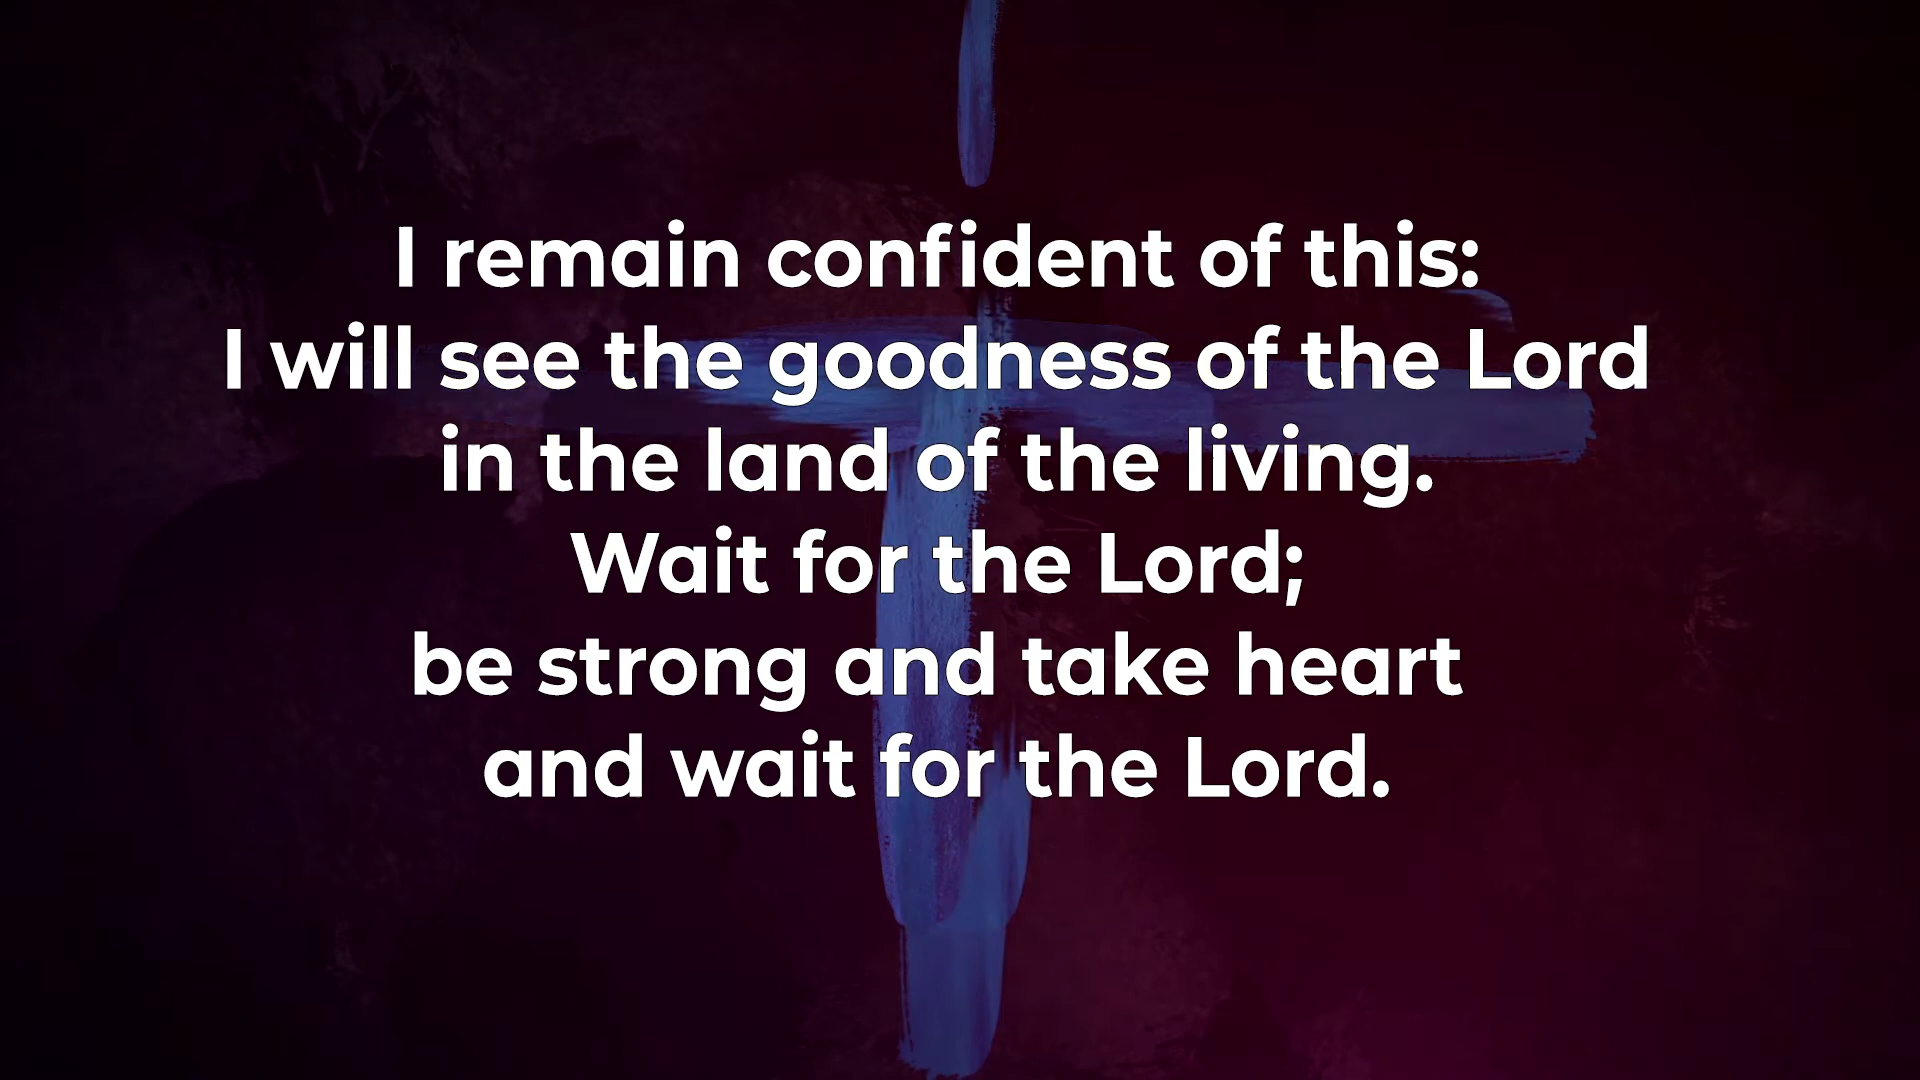 I remain confident of this:
I will see the goodness of the Lord
in the land of the living.
Wait for the Lord;
be strong and take heart
and wait for the Lord.